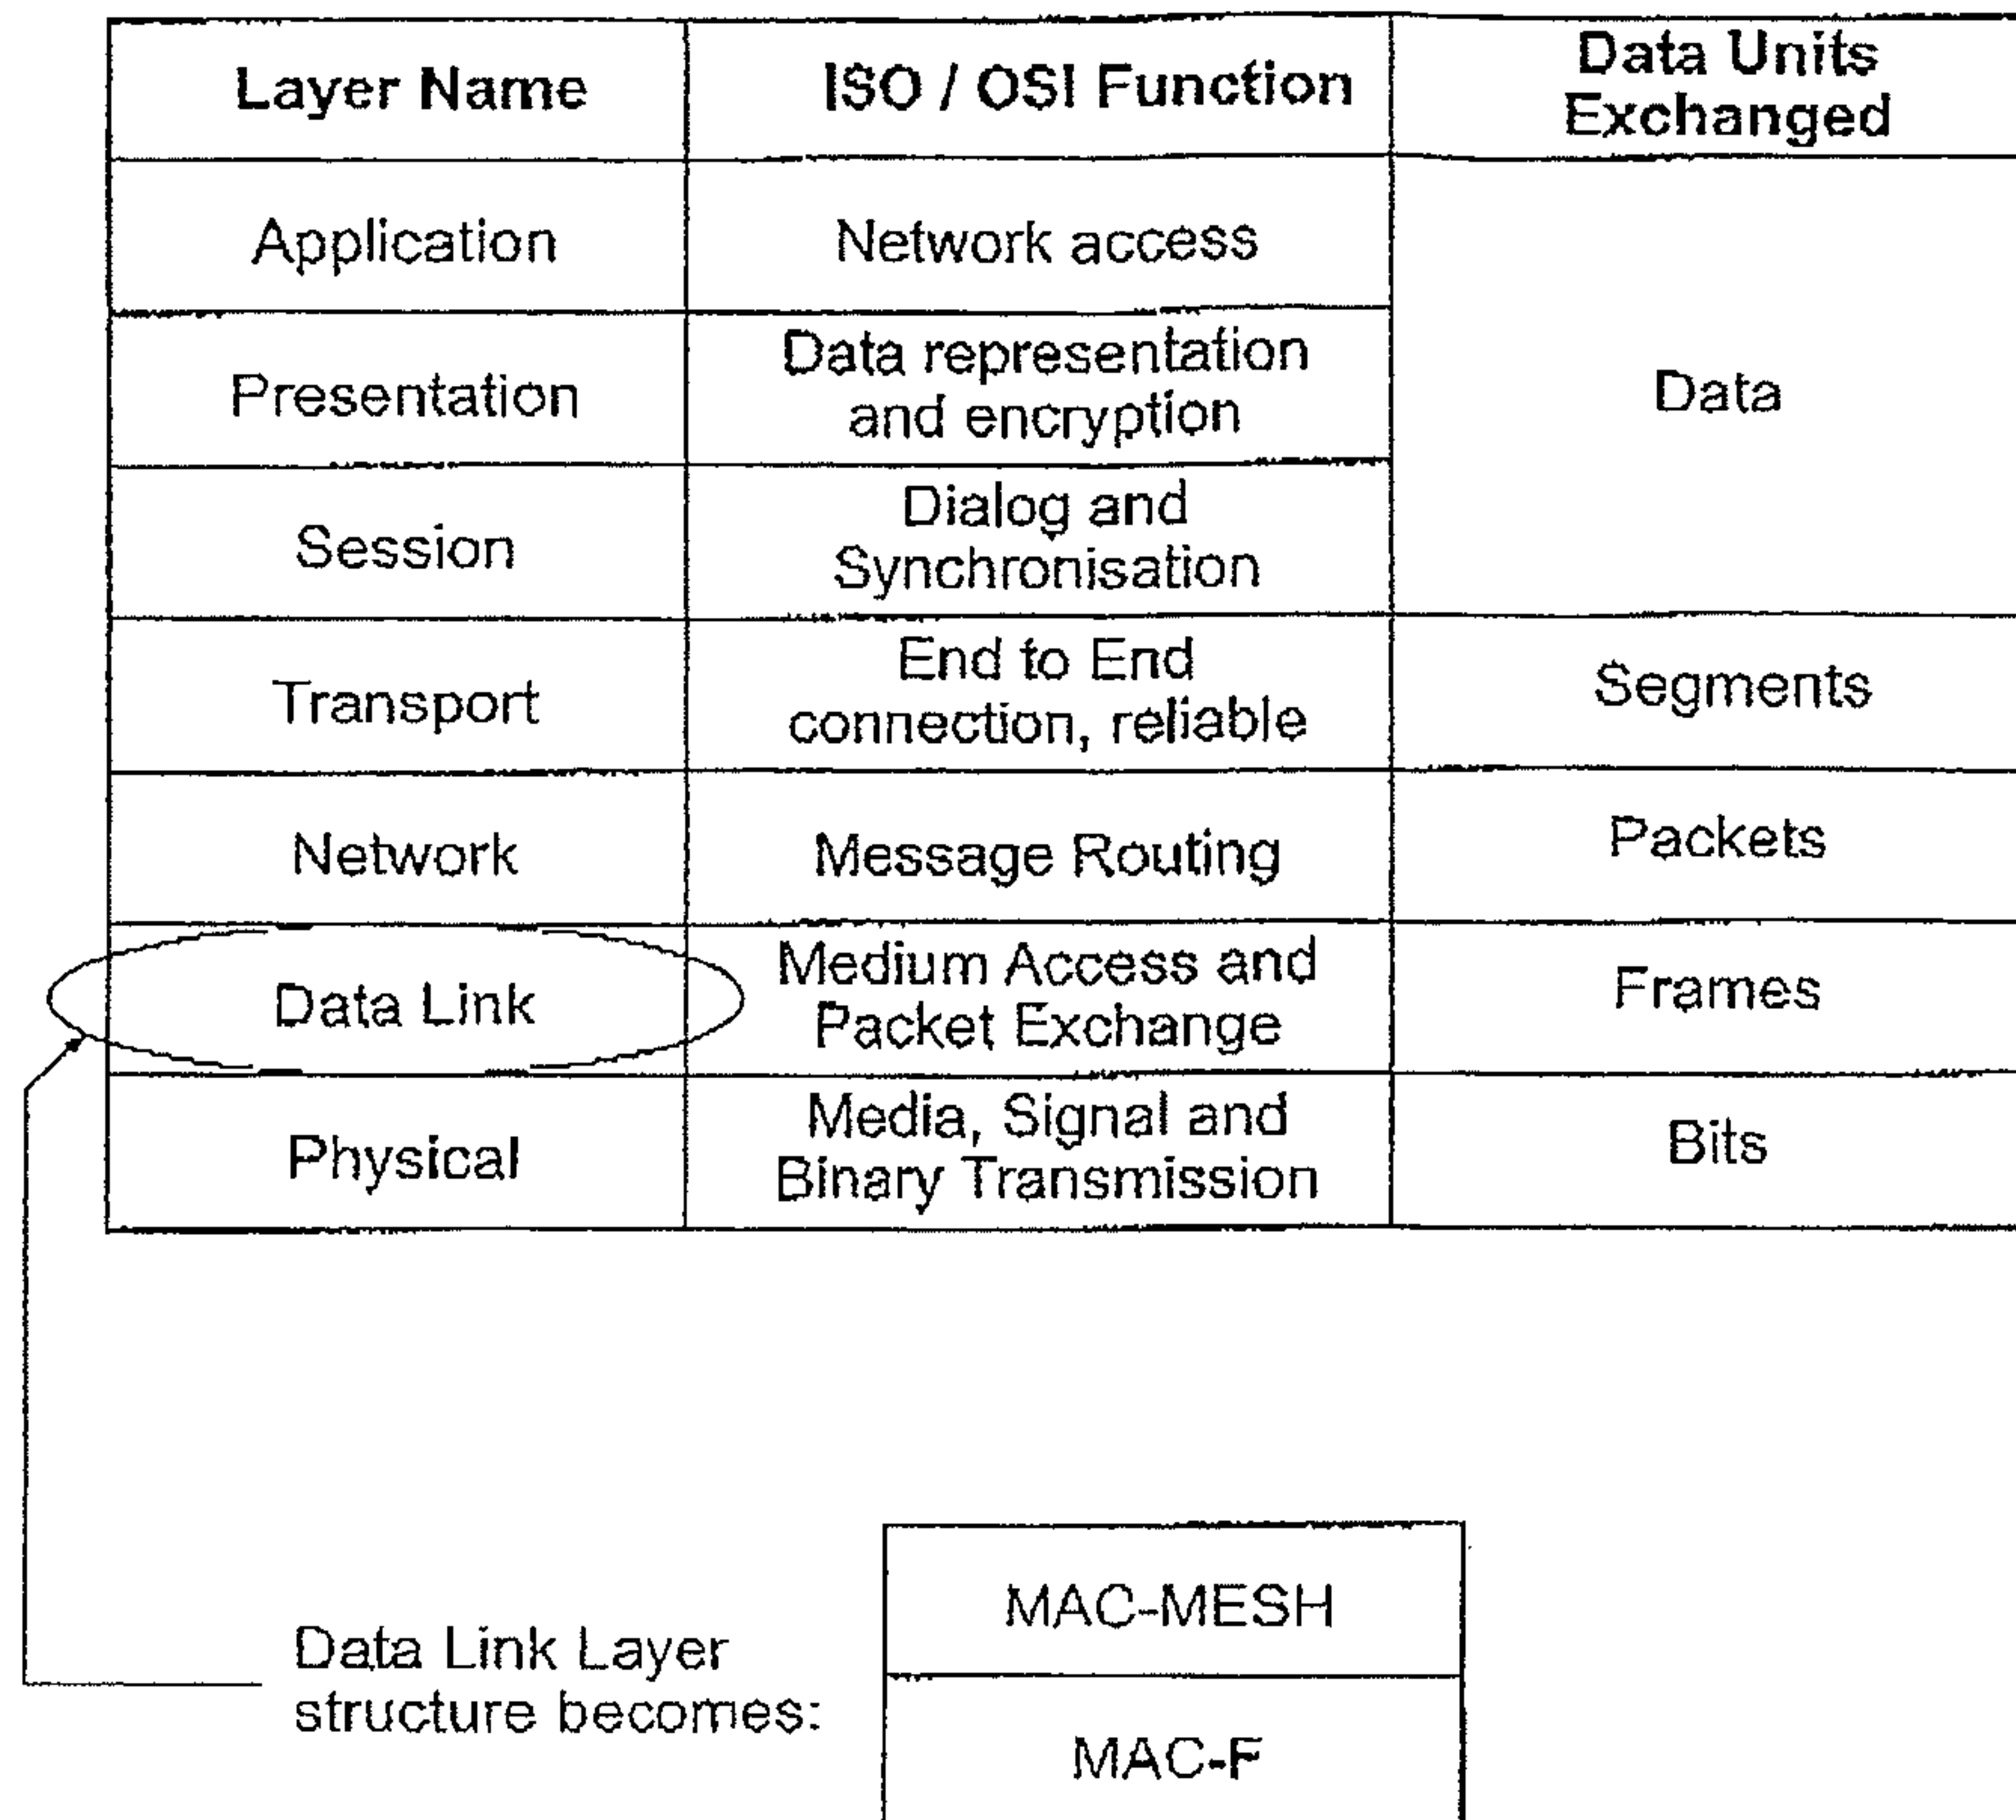 Layer Name
ISO / OSI Function
Data Units
Exchanged
Application
Network access
Presentation
Data representation
and encryption
Data
Session
Dialog and
Synchronisation
Transport
End to End
connection, reliable
Segments
Network
Message Routing
Packets
Data Link
Medium Access and
Packet Exchange
Frames
Physical
Media, Signal and
Binary Transmission
Bits
Data Link Layer
structure becomes:
MAC-MESH
MAC-F